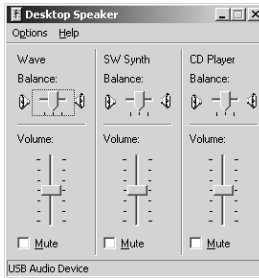 Desktop Speaker
Options Help
Wave SW Synth CD Player
Balance: Balance: Balance:
Volume: Volume: Volume:
Mute Mute Mute
USB Audio Device